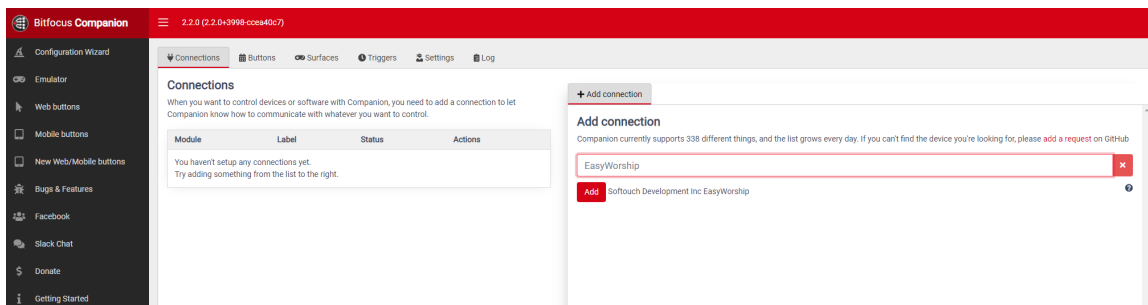 Bitfocus Companion
2.2.0 (2.2.0+3998-ccea40c7)
Configuration Wizard
Emulator
Web buttons
Mobile buttons
New Web/Mobile buttons
Bugs & Features
Facebook
Slack Chat
Donate
Getting Started
Connections
Buttons
Surfaces
Triggers
Settings
Log
Connections
When you want to control devices or software with Companion, you need to add a connection to let
Companion know how to communicate with whatever you want to control.
Module Label Status Actions
You haven't setup any connections yet.
Try adding something from the list to the right.
Add connection
Add connection
Companion currently supports 338 different things, and the list grows every day. If you can't find the device you're looking for, please add a request on GitHub
EasyWorship
Add Softouch Development Inc EasyWorship